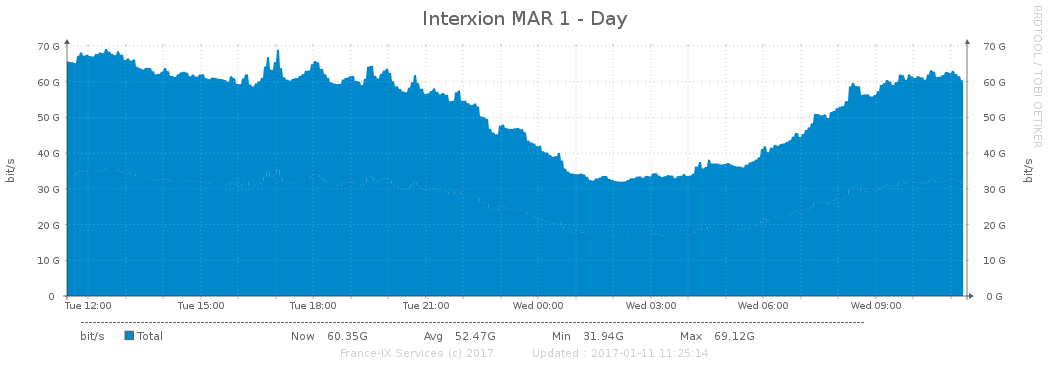 Interxion MAR 1 - Day
RRDTOOL / TOBI OETIKER
bit/s
bit/s
70 G 70 G
60 G 60 G
50 G 50 G
40 G 40 G
30 G 30 G
20 G 20 G
10 G 10 G
0 0 G
Tue 12:00 Tue 15:00 Tue 18:00 Tue 21:00 Wed 00:00 Wed 03:00 Wed 06:00 Wed 09:00
bit/s Total Now 60.35G Avg 52.47G Min 31.94G Max 69.12G
France-IX Services (c) 2017 Updated : 2017-01-11 11:25:14